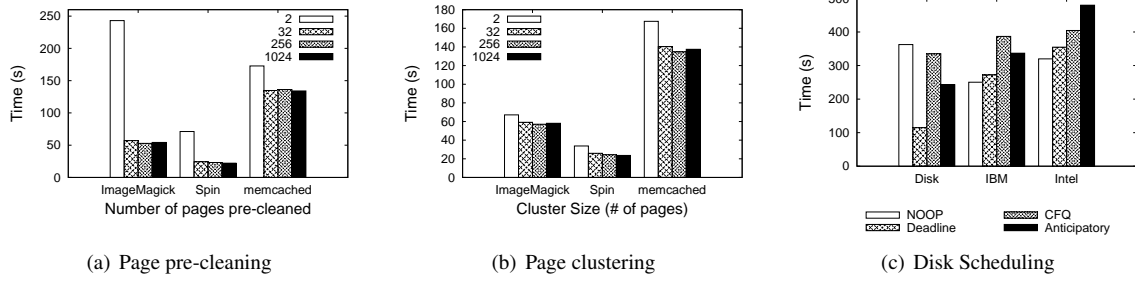 250
200
150
100
50
0
Time (s)
2
32
256
1024
ImageMagick Spin memcached
Number of pages pre-cleaned
(a) Page pre-cleaning
180
160
140
120
100
80
60
40
20
0
Time (s)
2
32
256
1024
ImageMagick Spin memcached
Cluster Size (# of pages)
(b) Page clustering
500
400
300
200
100
0
Time (s)
Disk IBM Intel
NOOP CFQ
Deadline Anticipatory
(c) Disk Scheduling